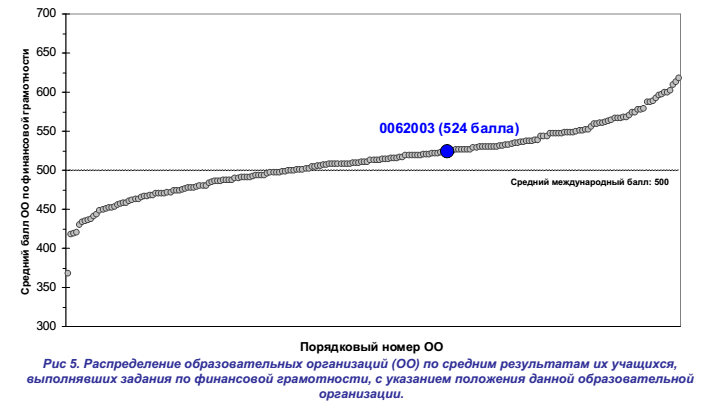 700
650
600
550
500
450
400
350
300
Средний балл ОО по финансовой грамотности
0062003 (524 балла)
Средний международный балл: 500
Порядковый номер ОО
Рис 5. Распределение образовательных организаций (ОО) по средним результатам их учащихся,
выполнявших задания по финансовой грамотности, с указанием положения данной образовательной
организации.